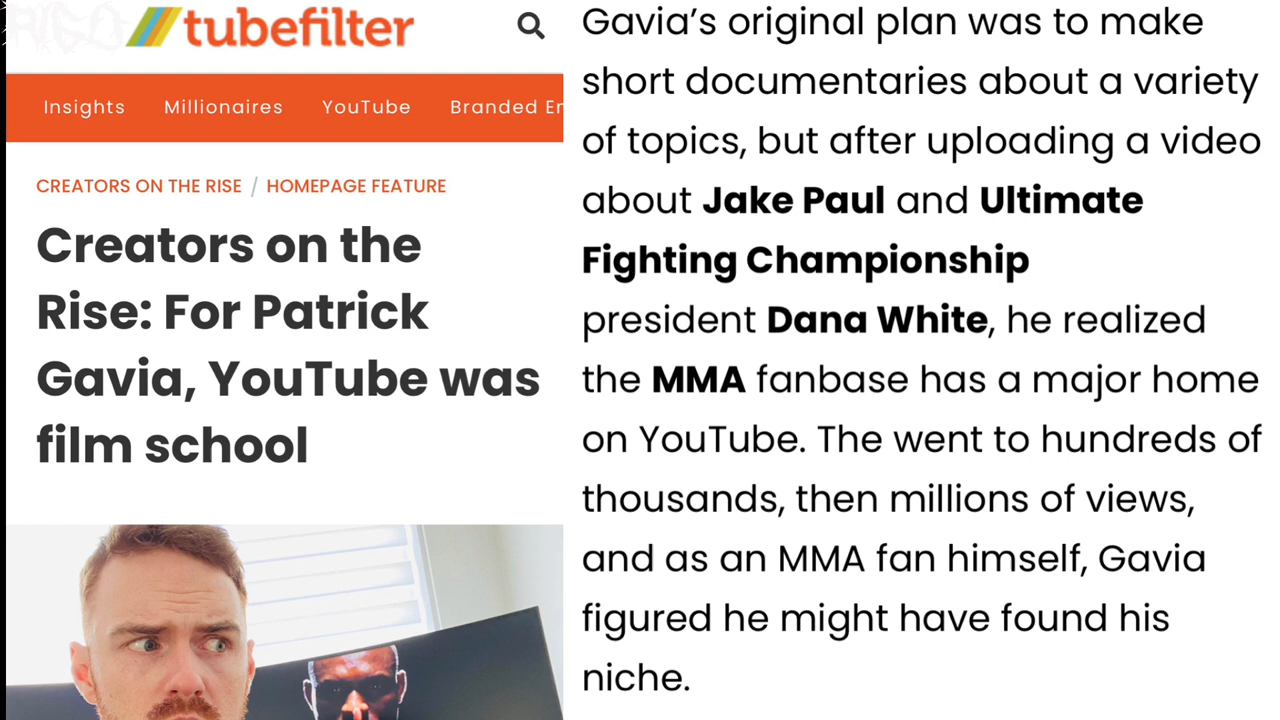 tubefilter
Insights Millionaires YouTube Branded En
CREATORS ON THE RISE / HOMEPAGE FEATURE
Creators on the
Rise: For Patrick
Gavia, YouTube was
film school
Gavia’s original plan was to make
short documentaries about a variety
of topics, but after uploading a video
about Jake Paul and Ultimate
Fighting Championship
president Dana White, he realized
the MMA fanbase has a major home
on YouTube. The went to hundreds of
thousands, then millions of views,
and as an MMA fan himself, Gavia
figured he might have found his
niche.